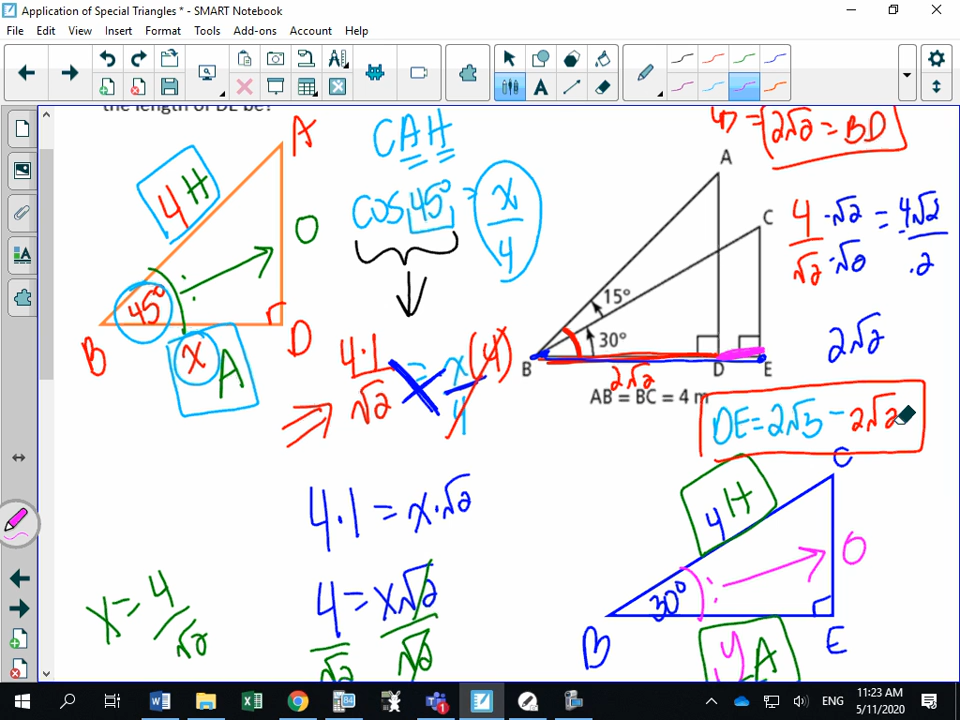 Application of Special Triangles * - SMART Notebook
File Edit View Insert Format Tools Add-ons Account Help
the length of DE be?
A
4 H
O
45°
B
x A
D
CAH
cos 45° = x/4
4·1/√2 = x(4)/4
4·1 = x·√2
4/√2 = x√2/√2
x = 4/√2
2√2 = BD
4/√2 ·√2/·√2 = 4√2/2
2√2
A
C
15°
30°
B
D
E
2√2
AB = BC = 4 m
DE = 2√3 - 2√2
C
4 H
O
30°
B
E
y A
ENG
11:23 AM
5/11/2020